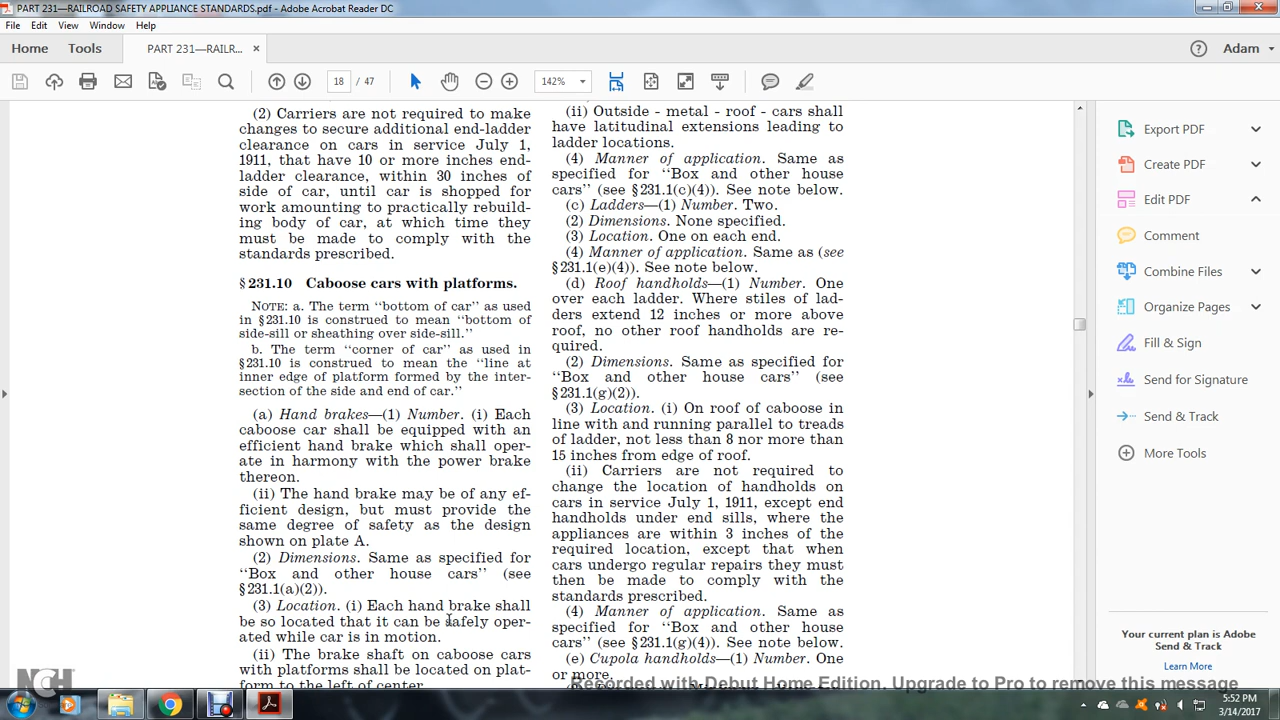 PART 231—RAILROAD SAFETY APPLIANCE STANDARDS.pdf - Adobe Acrobat Reader DC
File Edit View Window Help
Home Tools PART 231—RAILR... × Adam
18 / 47 142%
(2) Carriers are not required to make
changes to secure additional end-ladder
clearance on cars in service July 1,
1911, that have 10 or more inches end-
ladder clearance, within 30 inches of
side of car, until car is shopped for
work amounting to practically rebuild-
ing body of car, at which time they
must be made to comply with the
standards prescribed.
§ 231.10 Caboose cars with platforms.
NOTE: a. The term ‘‘bottom of car’’ as used
in § 231.10 is construed to mean ‘‘bottom of
side-sill or sheathing over side-sill.’’
b. The term ‘‘corner of car’’ as used in
§ 231.10 is construed to mean the ‘‘line at
inner edge of platform formed by the inter-
section of the side and end of car.’’
(a) Hand brakes—(1) Number. (i) Each
caboose car shall be equipped with an
efficient hand brake which shall oper-
ate in harmony with the power brake
thereon.
(ii) The hand brake may be of any ef-
ficient design, but must provide the
same degree of safety as the design
shown on plate A.
(2) Dimensions. Same as specified for
‘‘Box and other house cars’’ (see
§ 231.1(a)(2)).
(3) Location. (i) Each hand brake shall
be so located that it can be safely oper-
ated while car is in motion.
(ii) The brake shaft on caboose cars
with platforms shall be located on plat-
form to the left of center.
(ii) Outside - metal - roof - cars shall
have latitudinal extensions leading to
ladder locations.
(4) Manner of application. Same as
specified for ‘‘Box and other house
cars’’ (see § 231.1(c)(4)). See note below.
(c) Ladders—(1) Number. Two.
(2) Dimensions. None specified.
(3) Location. One on each end.
(4) Manner of application. Same as (see
§ 231.1(e)(4)). See note below.
(d) Roof handholds—(1) Number. One
over each ladder. Where stiles of lad-
ders extend 12 inches or more above
roof, no other roof handholds are re-
quired.
(2) Dimensions. Same as specified for
‘‘Box and other house cars’’ (see
§ 231.1(g)(2)).
(3) Location. (i) On roof of caboose in
line with and running parallel to treads
of ladder, not less than 8 nor more than
15 inches from edge of roof.
(ii) Carriers are not required to
change the location of handholds on
cars in service July 1, 1911, except end
handholds under end sills, where the
appliances are within 3 inches of the
required location, except that when
cars undergo regular repairs they must
then be made to comply with the
standards prescribed.
(4) Manner of application. Same as
specified for ‘‘Box and other house
cars’’ (see § 231.1(g)(4)). See note below.
(e) Cupola handholds—(1) Number. One
or more.
Export PDF
Create PDF
Edit PDF
Comment
Combine Files
Organize Pages
Fill & Sign
Send for Signature
Send & Track
More Tools
Your current plan is Adobe
Send & Track
Learn More
NCH
Recorded with Debut Home Edition. Upgrade to Pro to remove this message
5:52 PM
3/14/2017